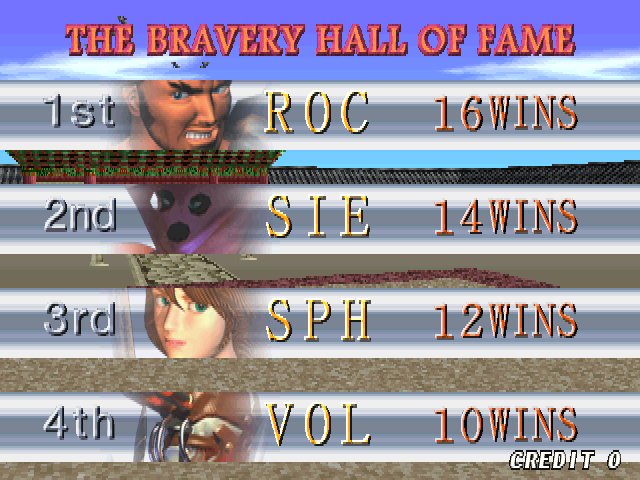 THE BRAVERY HALL OF FAME
1st ROC 16WINS
2nd SIE 14WINS
3rd SPH 12WINS
4th VOL 10WINS
CREDIT 0